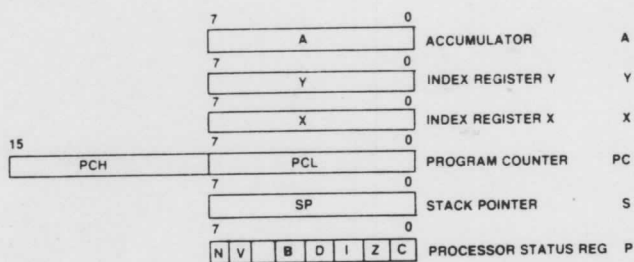 7 0
A ACCUMULATOR A
7 0
Y INDEX REGISTER Y Y
7 0
X INDEX REGISTER X X
15 7 0
PCH PCL PROGRAM COUNTER PC
7 0
SP STACK POINTER S
7 0
N V B D I Z C PROCESSOR STATUS REG P